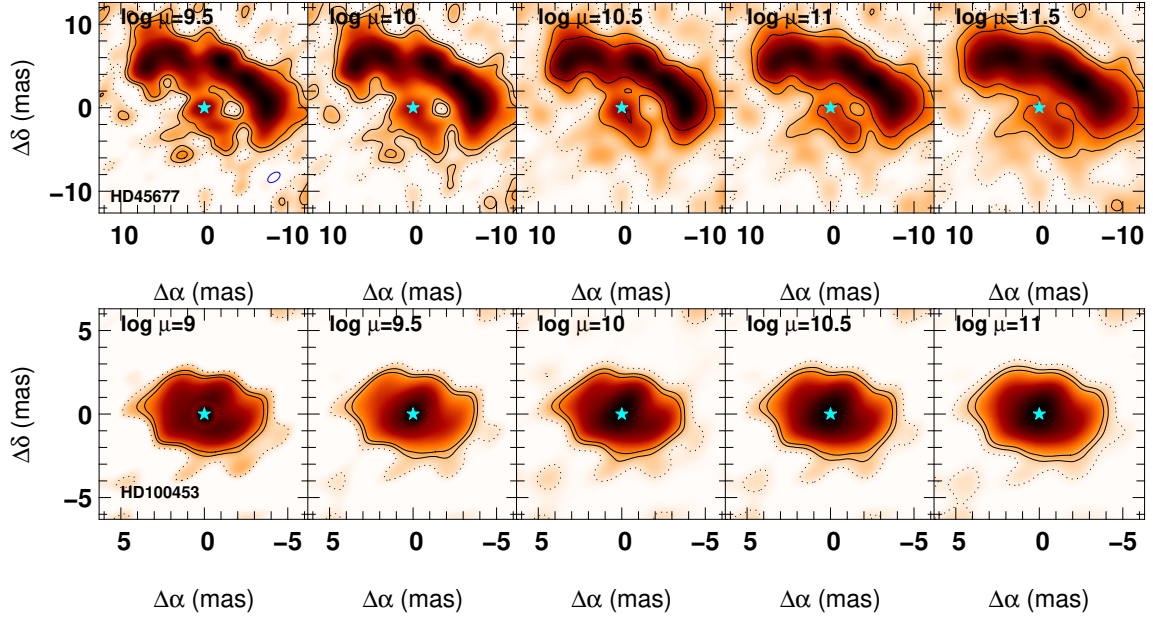 log μ=9.5 log μ=10 log μ=10.5 log μ=11 log μ=11.5
10
0
−10
Δδ (mas)
HD45677
10 0 −10 10 0 −10 10 0 −10 10 0 −10 10 0 −10
Δα (mas) Δα (mas) Δα (mas) Δα (mas) Δα (mas)
log μ=9 log μ=9.5 log μ=10 log μ=10.5 log μ=11
5
0
−5
Δδ (mas)
HD100453
5 0 −5 5 0 −5 5 0 −5 5 0 −5 5 0 −5
Δα (mas) Δα (mas) Δα (mas) Δα (mas) Δα (mas)